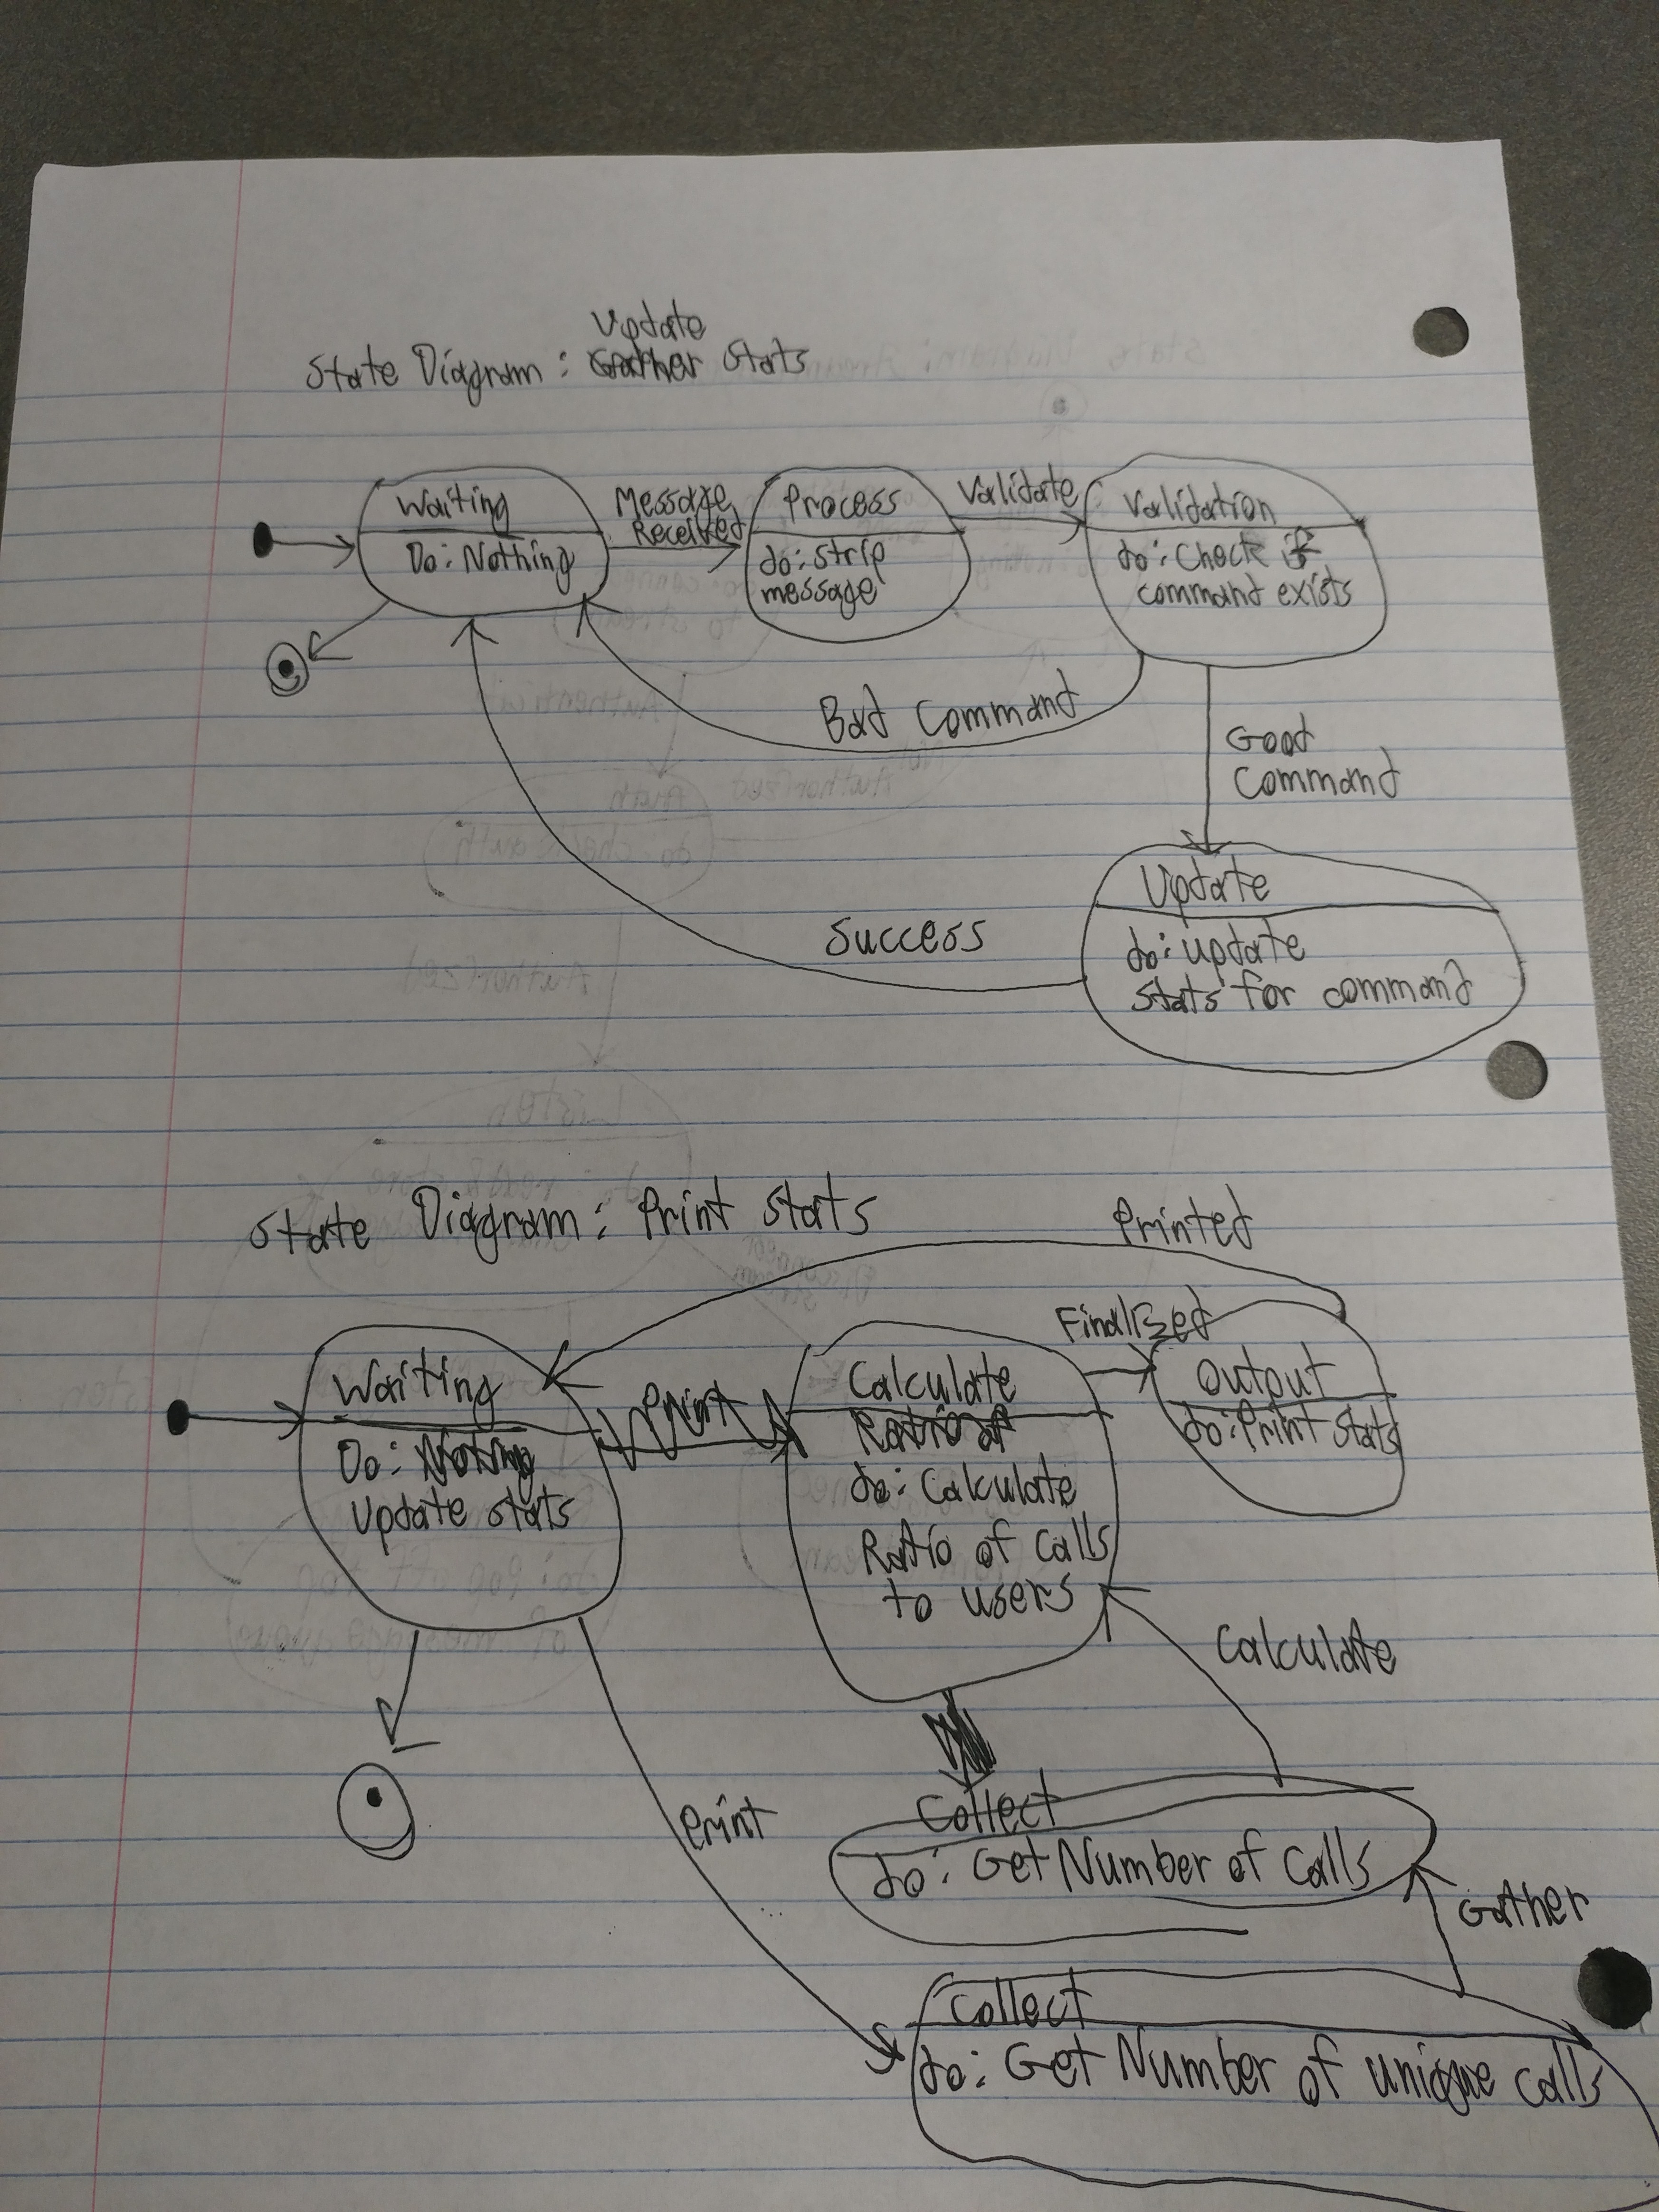 Update
State Diagram: Gather Stats
Waiting
Do: Nothing
Message
Received
Process
do: strip
message
Validate
Validation
do: Check if
command exists
Bad Command
Good
Command
Update
do: update
stats for command
Success
State Diagram: Print Stats
Printed
Waiting
Do: Nothing
Update stats
Print
Calculate
do: Calculate
Ratio of calls
to users
Finalized
Output
do: Print stats
Calculate
Print
Collect
do: Get Number of calls
Gather
Collect
do: Get Number of unique calls